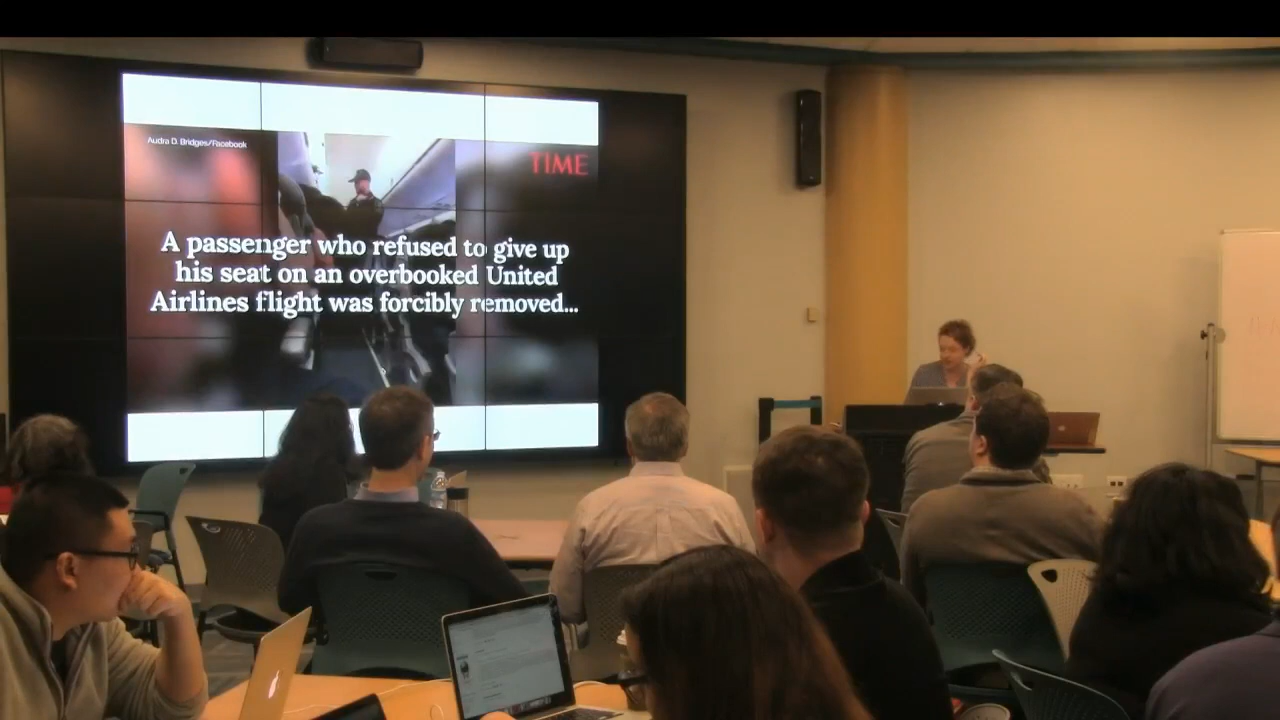 Audra D. Bridges/Facebook
TIME
A passenger who refused to give up
his seat on an overbooked United
Airlines flight was forcibly removed...